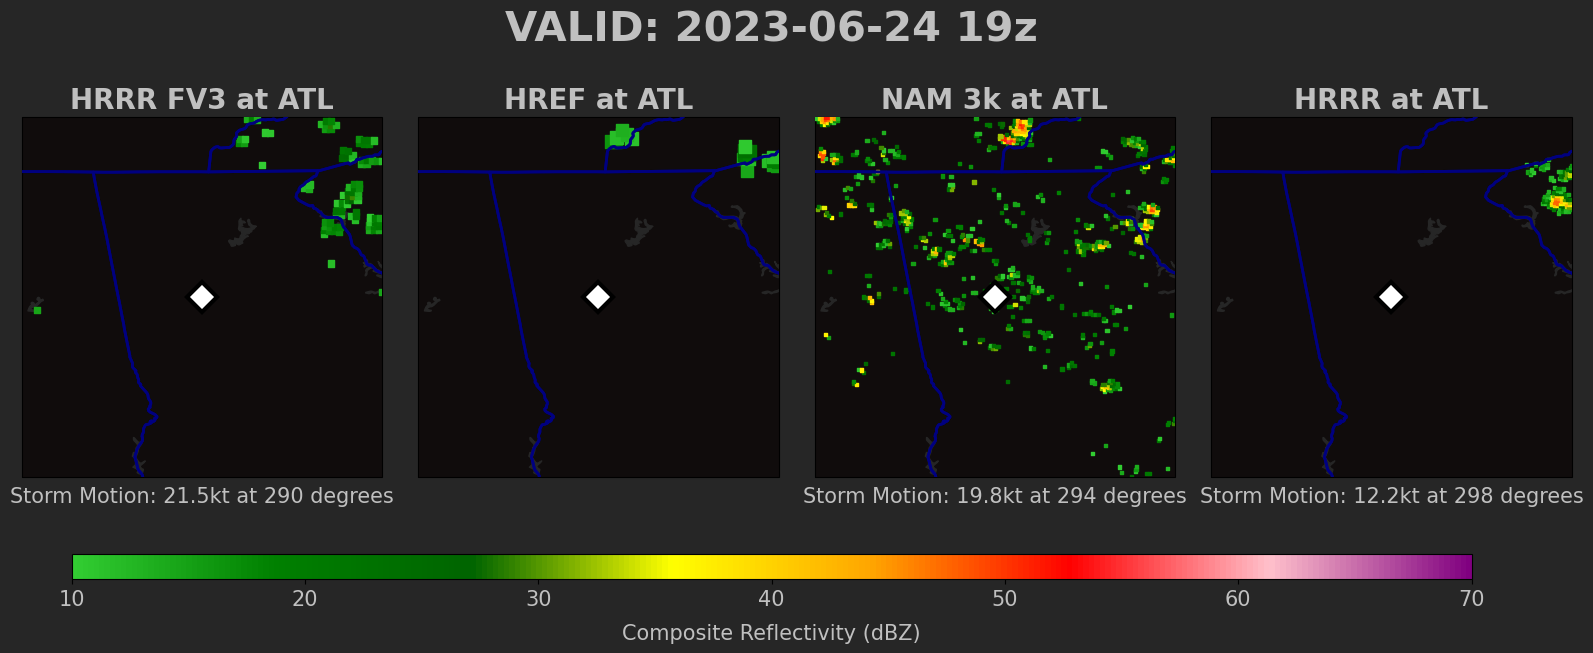 VALID: 2023-06-24 19z
HRRR FV3 at ATL
HREF at ATL
NAM 3k at ATL
HRRR at ATL
Storm Motion: 21.5kt at 290 degrees
Storm Motion: 19.8kt at 294 degrees
Storm Motion: 12.2kt at 298 degrees
10 20 30 40 50 60 70
Composite Reflectivity (dBZ)